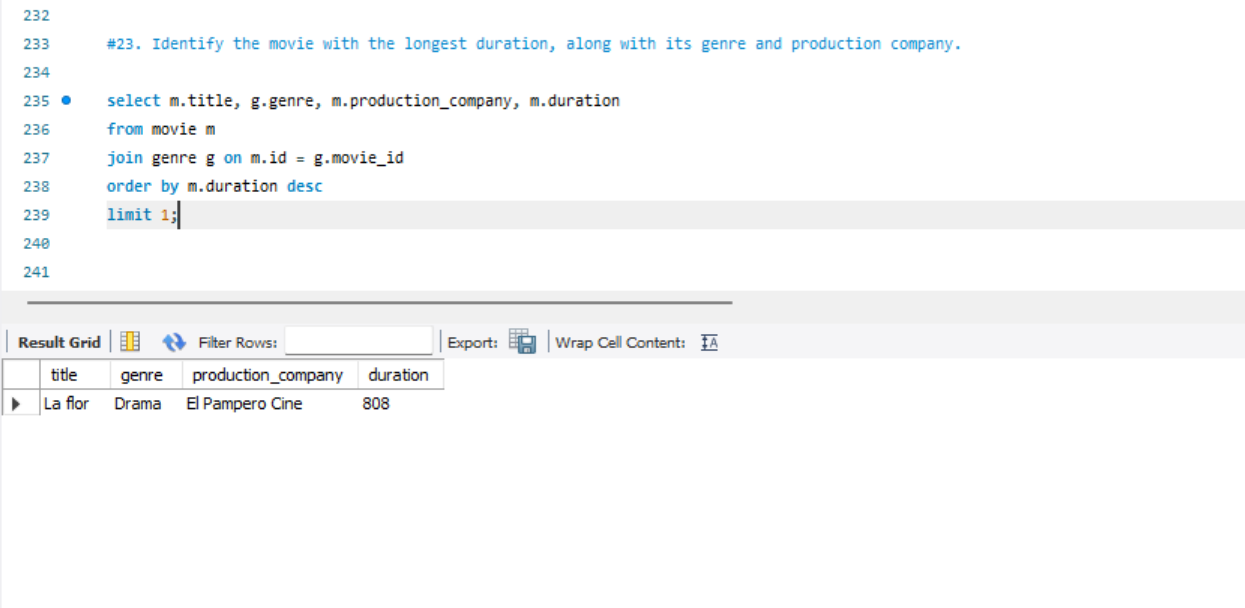 232
233 #23. Identify the movie with the longest duration, along with its genre and production company.
234
235 select m.title, g.genre, m.production_company, m.duration
236 from movie m
237 join genre g on m.id = g.movie_id
238 order by m.duration desc
239 limit 1;
240
241
Result Grid Filter Rows: Export: Wrap Cell Content: IA
title genre production_company duration
La flor Drama El Pampero Cine 808